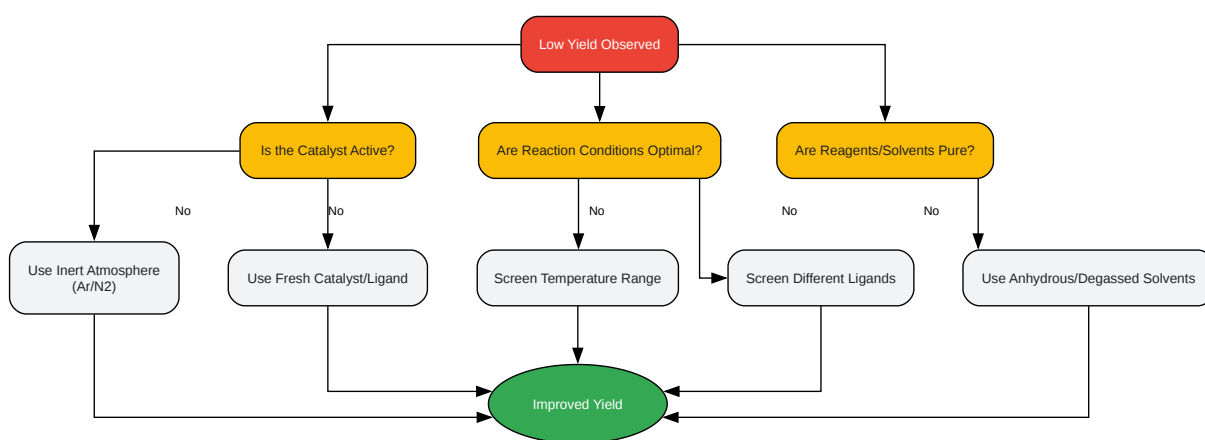 Low Yield Observed
Is the Catalyst Active?
Are Reaction Conditions Optimal?
Are Reagents/Solvents Pure?
No
No
No
No
No
Use Inert Atmosphere
(Ar/N2)
Use Fresh Catalyst/Ligand
Screen Temperature Range
Screen Different Ligands
Use Anhydrous/Degassed Solvents
Improved Yield